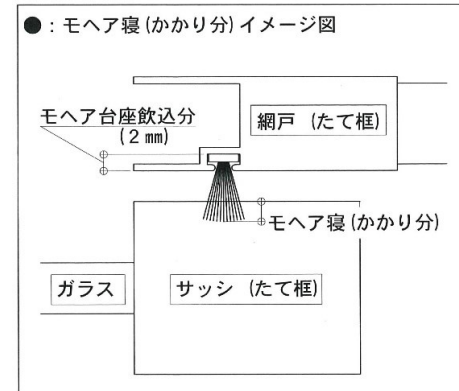 ●：モヘア寝(かかり分)イメージ図
モヘア台座飲込分
(2㎜)
網戸 (たて框)
モヘア寝(かかり分)
ガラス
サッシ (たて框)